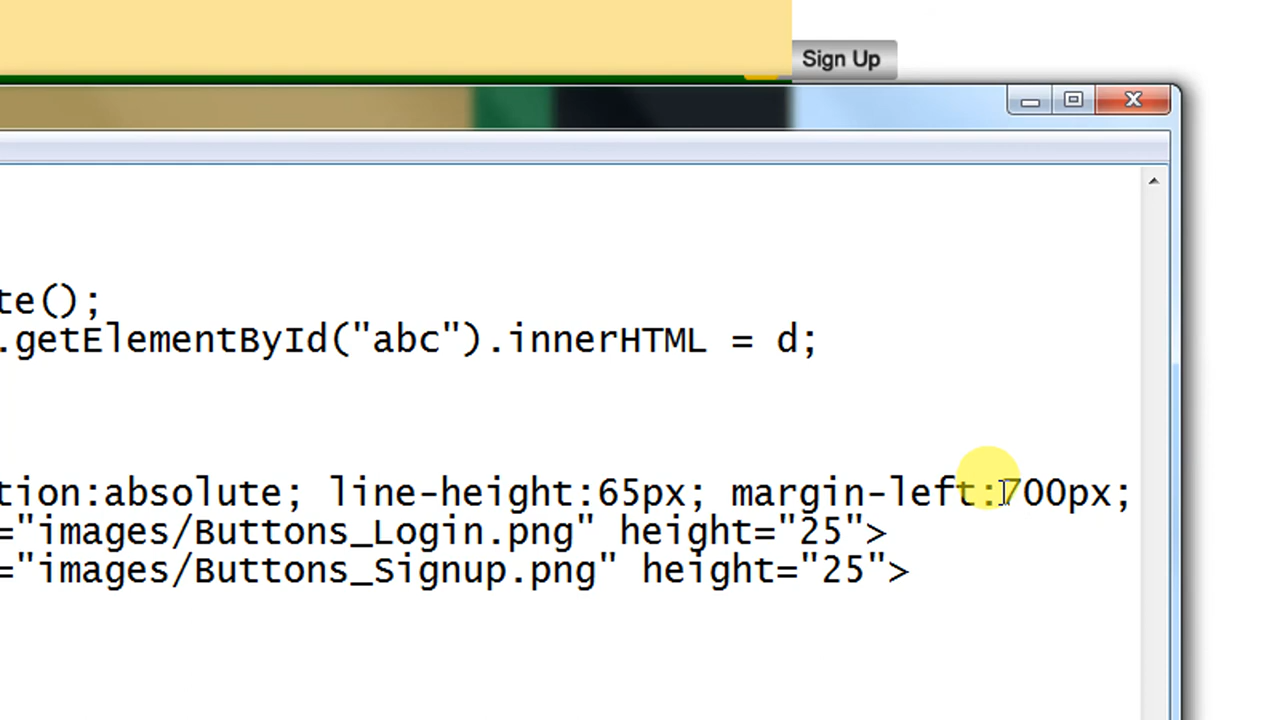 Sign Up
te();
.getElementById("abc").innerHTML = d;
tion:absolute; line-height:65px; margin-left:700px;
="images/Buttons_Login.png" height="25">
="images/Buttons_Signup.png" height="25">